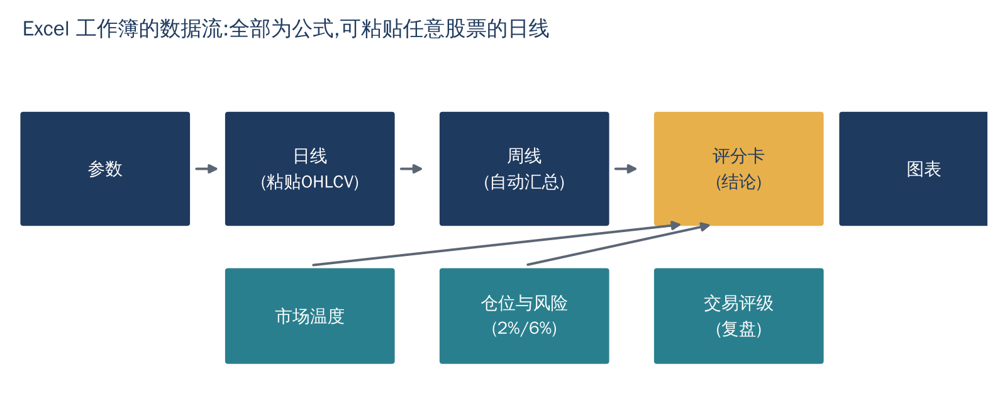 Excel 工作簿的数据流:全部为公式,可粘贴任意股票的日线
参数
日线
(粘贴OHLCV)
周线
(自动汇总)
评分卡
(结论)
图表
市场温度
仓位与风险
(2%/6%)
交易评级
(复盘)